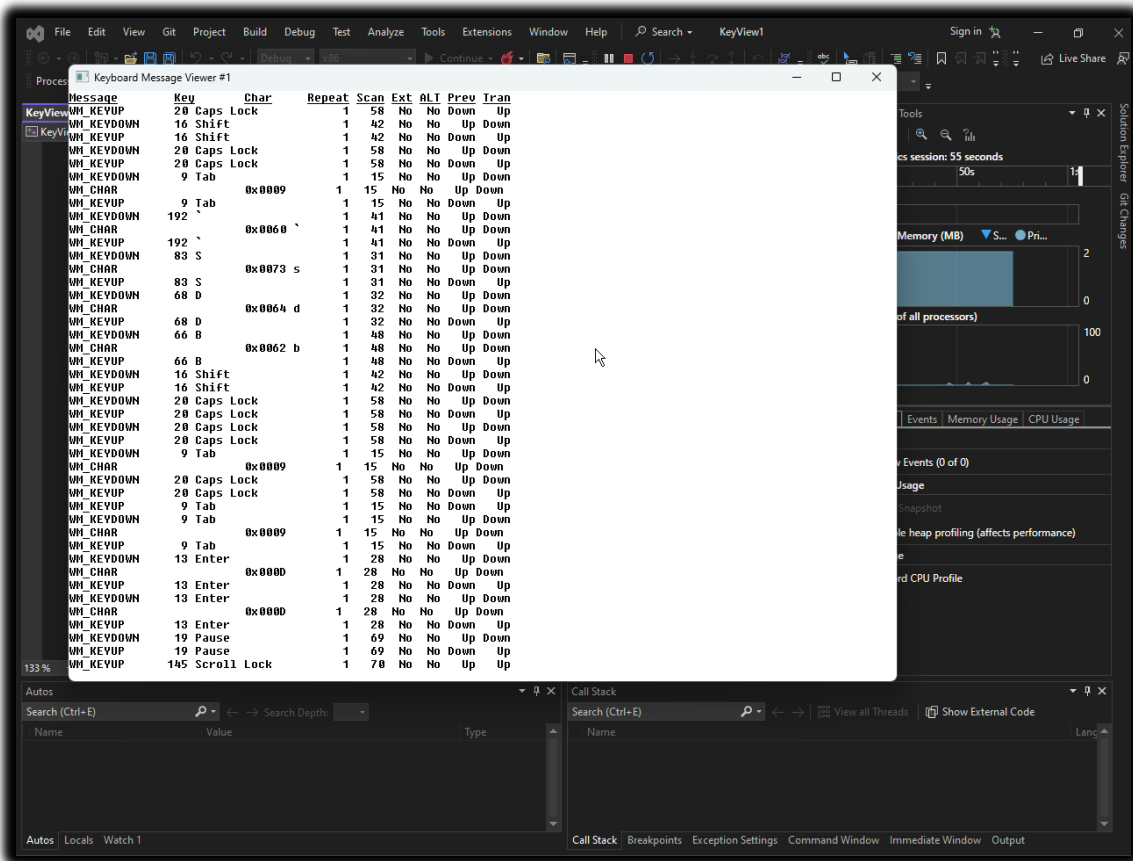 File Edit View Git Project Build Debug Test Analyze Tools Extensions Window Help Search KeyView1 Sign in
Debug x86 Continue Live Share
Proces
Keyboard Message Viewer #1
KeyView
KeyVie
Message Key Char Repeat Scan Ext ALT Prev Tran
WM_KEYUP 20 Caps Lock 1 58 No No Down Up
WM_KEYDOWN 16 Shift 1 42 No No Up Down
WM_KEYUP 16 Shift 1 42 No No Down Up
WM_KEYDOWN 20 Caps Lock 1 58 No No Up Down
WM_KEYUP 20 Caps Lock 1 58 No No Down Up
WM_KEYDOWN 9 Tab 1 15 No No Up Down
WM_CHAR 0x0009 1 15 No No Up Down
WM_KEYUP 9 Tab 1 15 No No Down Up
WM_KEYDOWN 192 ` 1 41 No No Up Down
WM_CHAR 0x0060 ` 1 41 No No Up Down
WM_KEYUP 192 ` 1 41 No No Down Up
WM_KEYDOWN 83 S 1 31 No No Up Down
WM_CHAR 0x0073 s 1 31 No No Up Down
WM_KEYUP 83 S 1 31 No No Down Up
WM_KEYDOWN 68 D 1 32 No No Up Down
WM_CHAR 0x0064 d 1 32 No No Up Down
WM_KEYUP 68 D 1 32 No No Down Up
WM_KEYDOWN 66 B 1 48 No No Up Down
WM_CHAR 0x0062 b 1 48 No No Up Down
WM_KEYUP 66 B 1 48 No No Down Up
WM_KEYDOWN 16 Shift 1 42 No No Up Down
WM_KEYUP 16 Shift 1 42 No No Down Up
WM_KEYDOWN 20 Caps Lock 1 58 No No Up Down
WM_KEYUP 20 Caps Lock 1 58 No No Down Up
WM_KEYDOWN 20 Caps Lock 1 58 No No Up Down
WM_KEYUP 20 Caps Lock 1 58 No No Down Up
WM_KEYDOWN 9 Tab 1 15 No No Up Down
WM_CHAR 0x0009 1 15 No No Up Down
WM_KEYDOWN 20 Caps Lock 1 58 No No Up Down
WM_KEYUP 20 Caps Lock 1 58 No No Down Up
WM_KEYUP 9 Tab 1 15 No No Down Up
WM_KEYDOWN 9 Tab 1 15 No No Up Down
WM_CHAR 0x0009 1 15 No No Up Down
WM_KEYUP 9 Tab 1 15 No No Down Up
WM_KEYDOWN 13 Enter 1 28 No No Up Down
WM_CHAR 0x000D 1 28 No No Up Down
WM_KEYUP 13 Enter 1 28 No No Down Up
WM_KEYDOWN 13 Enter 1 28 No No Up Down
WM_CHAR 0x000D 1 28 No No Up Down
WM_KEYUP 13 Enter 1 28 No No Down Up
WM_KEYDOWN 19 Pause 1 69 No No Up Down
WM_KEYUP 19 Pause 1 69 No No Down Up
WM_KEYUP 145 Scroll Lock 1 70 No No Up Up
Tools
cs session: 55 seconds
50s 1:
Memory (MB) S... Pri...
2
0
of all processors)
100
0
Events Memory Usage CPU Usage
w Events (0 of 0)
Usage
Snapshot
le heap profiling (affects performance)
e
rd CPU Profile
Solution Explorer
Git Changes
133 %
Autos
Search (Ctrl+E) Search Depth:
Name Value Type
Autos Locals Watch 1
Call Stack
Search (Ctrl+E) View all Threads Show External Code
Name Lang
Call Stack Breakpoints Exception Settings Command Window Immediate Window Output